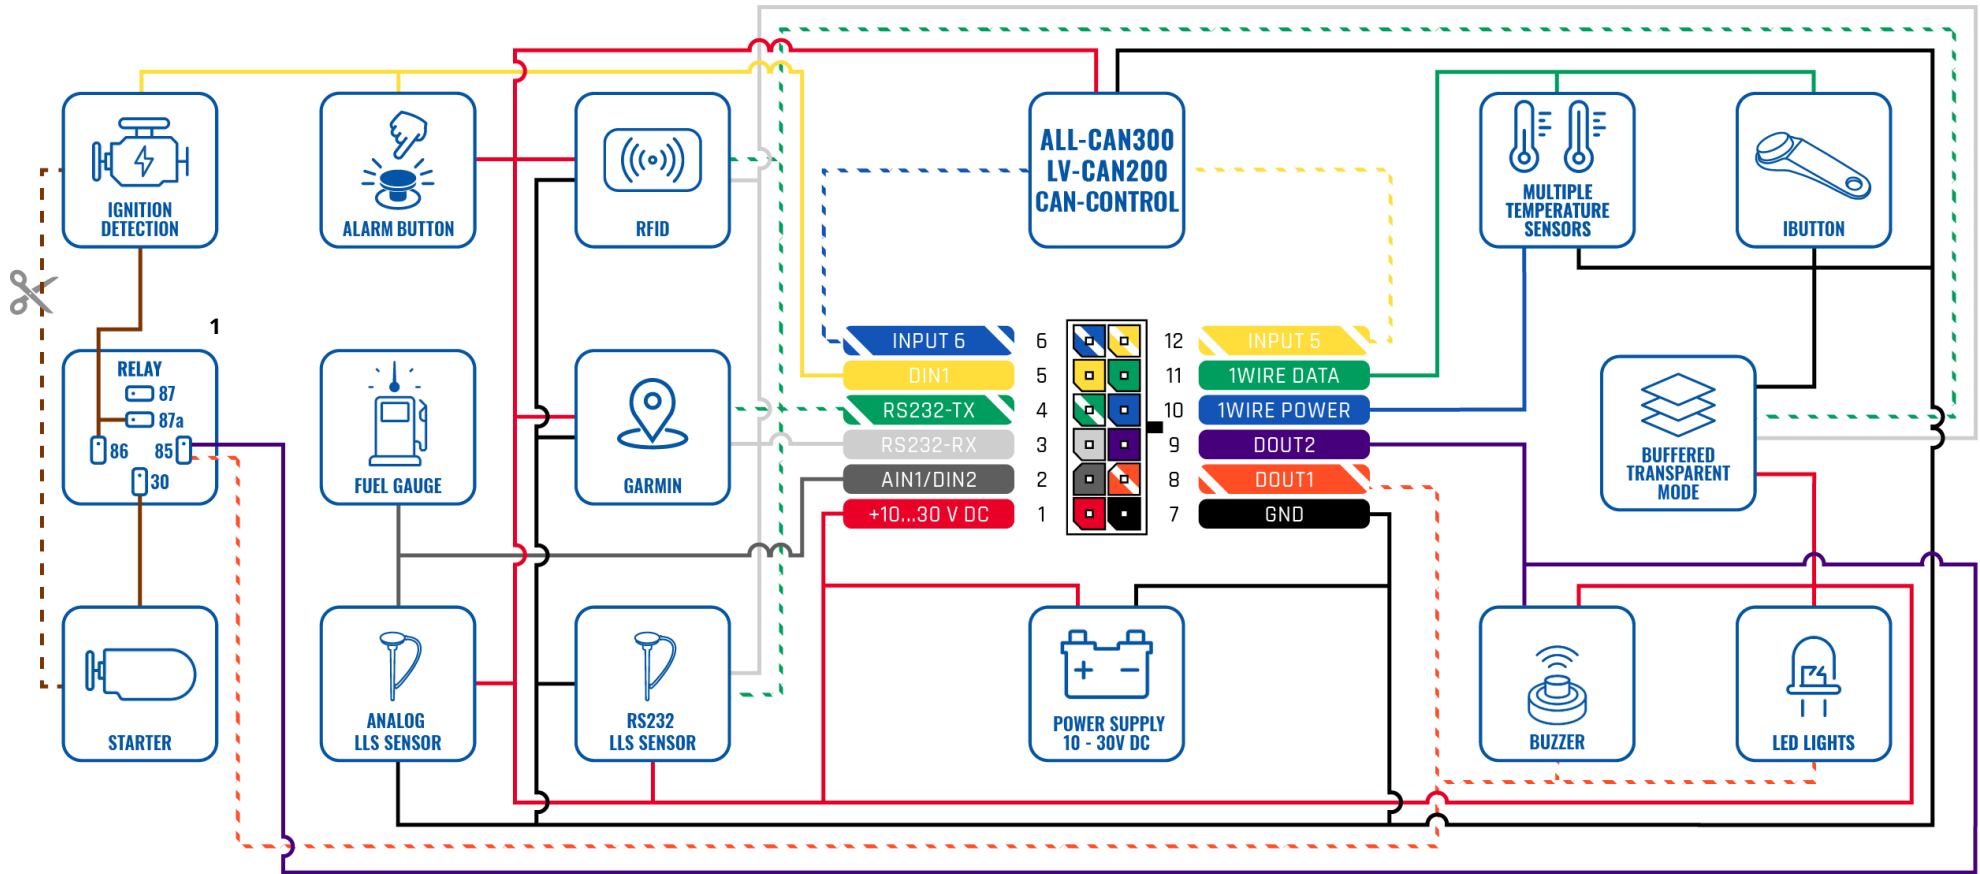 IGNITION
DETECTION
ALARM BUTTON
RFID
ALL-CAN300
LV-CAN200
CAN-CONTROL
MULTIPLE
TEMPERATURE
SENSORS
IBUTTON
1
RELAY
87
87a
86
85
30
FUEL GAUGE
GARMIN
INPUT 6 6 12 INPUT 5
DIN1 5 11 1WIRE DATA
RS232-TX 4 10 1WIRE POWER
RS232-RX 3 9 DOUT2
AIN1/DIN2 2 8 DOUT1
+10...30 V DC 1 7 GND
BUFFERED
TRANSPARENT
MODE
STARTER
ANALOG
LLS SENSOR
RS232
LLS SENSOR
POWER SUPPLY
10 - 30V DC
BUZZER
LED LIGHTS